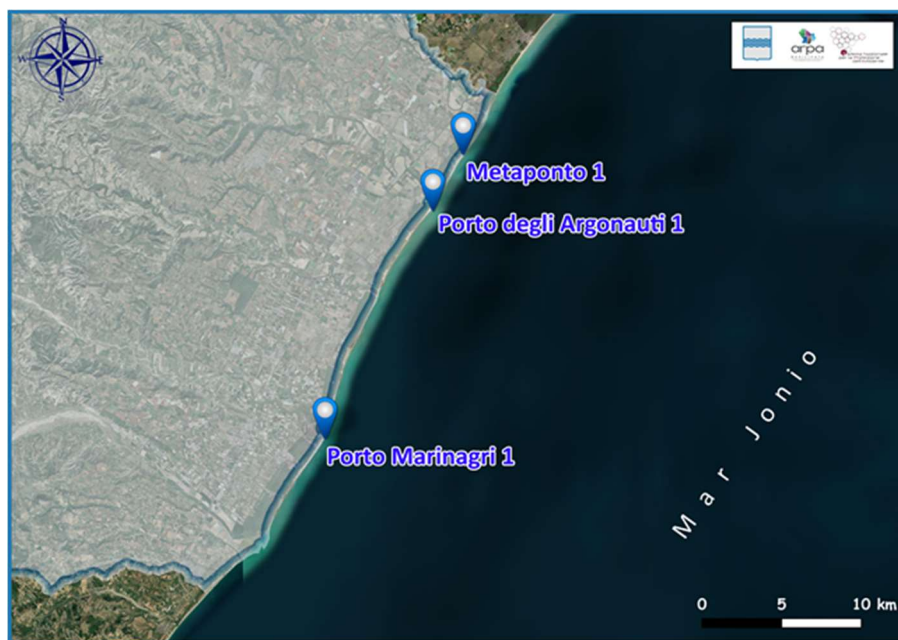 N
W E
S
arpa
Metaponto 1
Porto degli Argonauti 1
Porto Marinagri 1
Mar Jonio
0 5 10 km